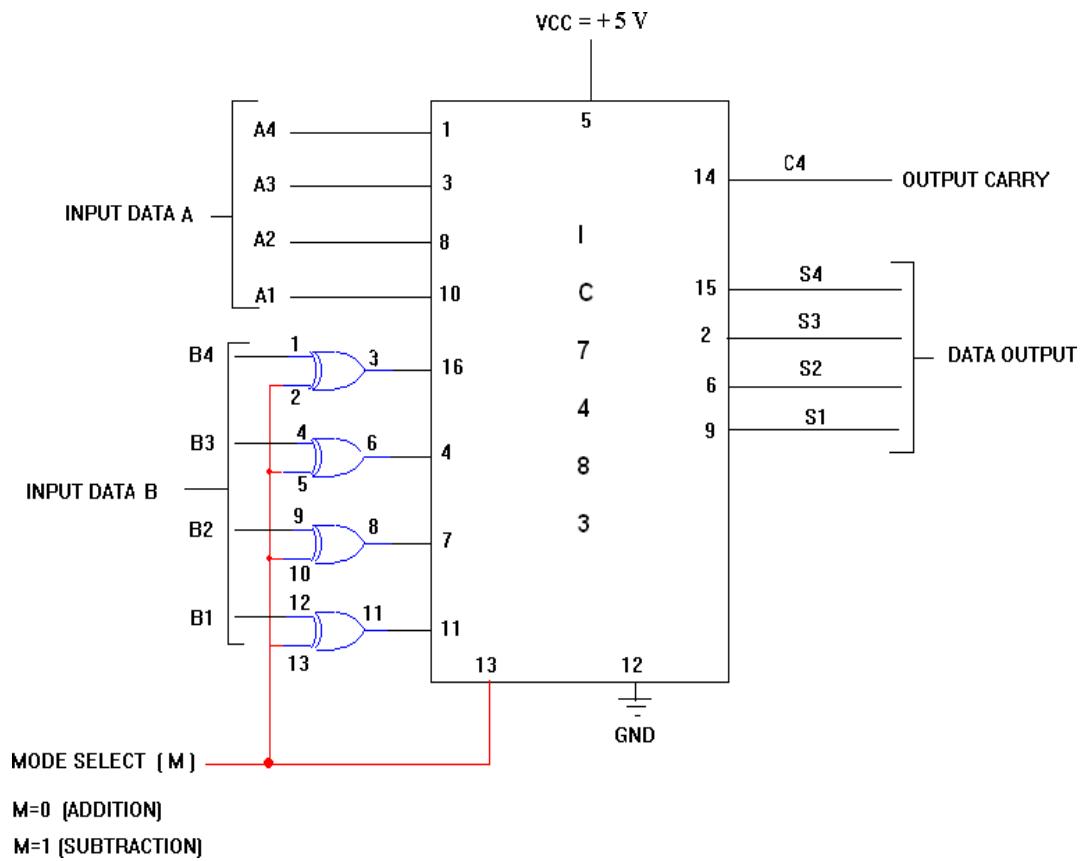 VCC = +5 V
5
A4
1
A3
3
INPUT DATA A
A2
8
A1
10
14
C4
OUTPUT CARRY
I
C
7
4
8
3
15
S4
2
S3
DATA OUTPUT
6
S2
9
S1
B4
1
2
3
16
B3
4
5
6
4
INPUT DATA B
B2
9
10
8
7
B1
12
13
11
11
13
12
GND
MODE SELECT ( M )
M=0 (ADDITION)
M=1 (SUBTRACTION)